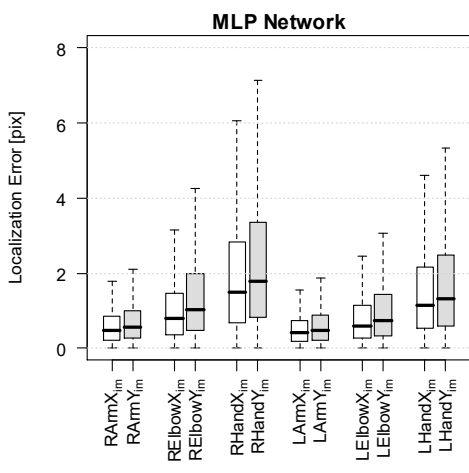 MLP Network
Localization Error [pix]
8
6
4
2
0
RArmX_im
RArmY_im
RElbowX_im
RElbowY_im
RHandX_im
RHandY_im
LArmX_im
LArmY_im
LElbowX_im
LElbowY_im
LHandX_im
LHandY_im